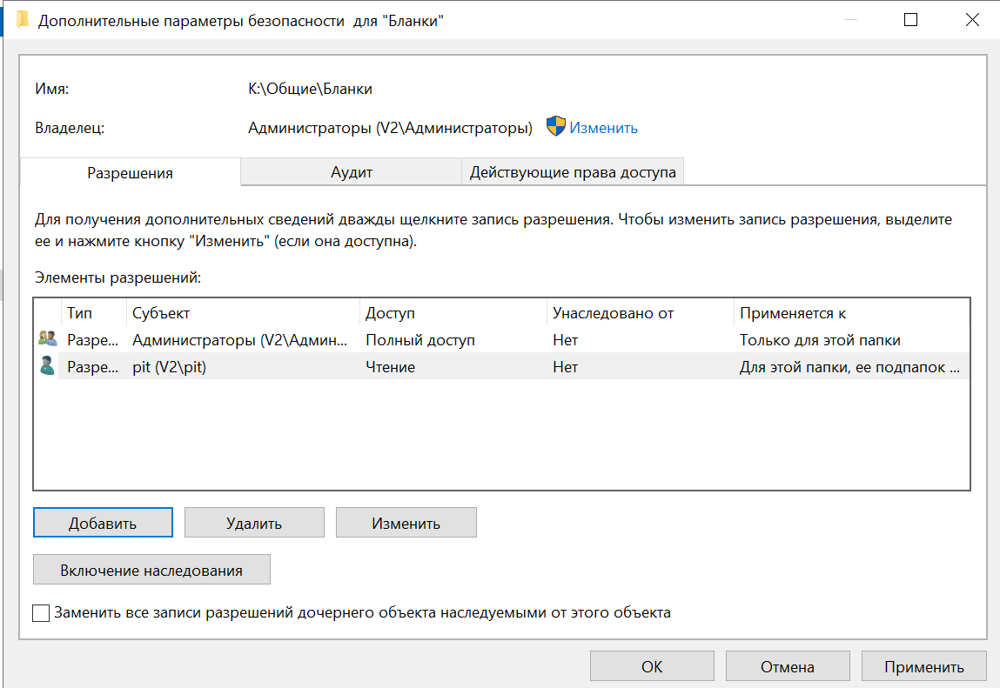 Дополнительные параметры безопасности для "Бланки"
Имя: K:\Общие\Бланки
Владелец: Администраторы (V2\Администраторы) Изменить
Разрешения Аудит Действующие права доступа
Для получения дополнительных сведений дважды щелкните запись разрешения. Чтобы изменить запись разрешения, выделите
ее и нажмите кнопку "Изменить" (если она доступна).
Элементы разрешений:
Тип Субъект Доступ Унаследовано от Применяется к
Разре... Администраторы (V2\Админ... Полный доступ Нет Только для этой папки
Разре... pit (V2\pit) Чтение Нет Для этой папки, ее подпапок ...
Добавить Удалить Изменить
Включение наследования
Заменить все записи разрешений дочернего объекта наследуемыми от этого объекта
ОК Отмена Применить